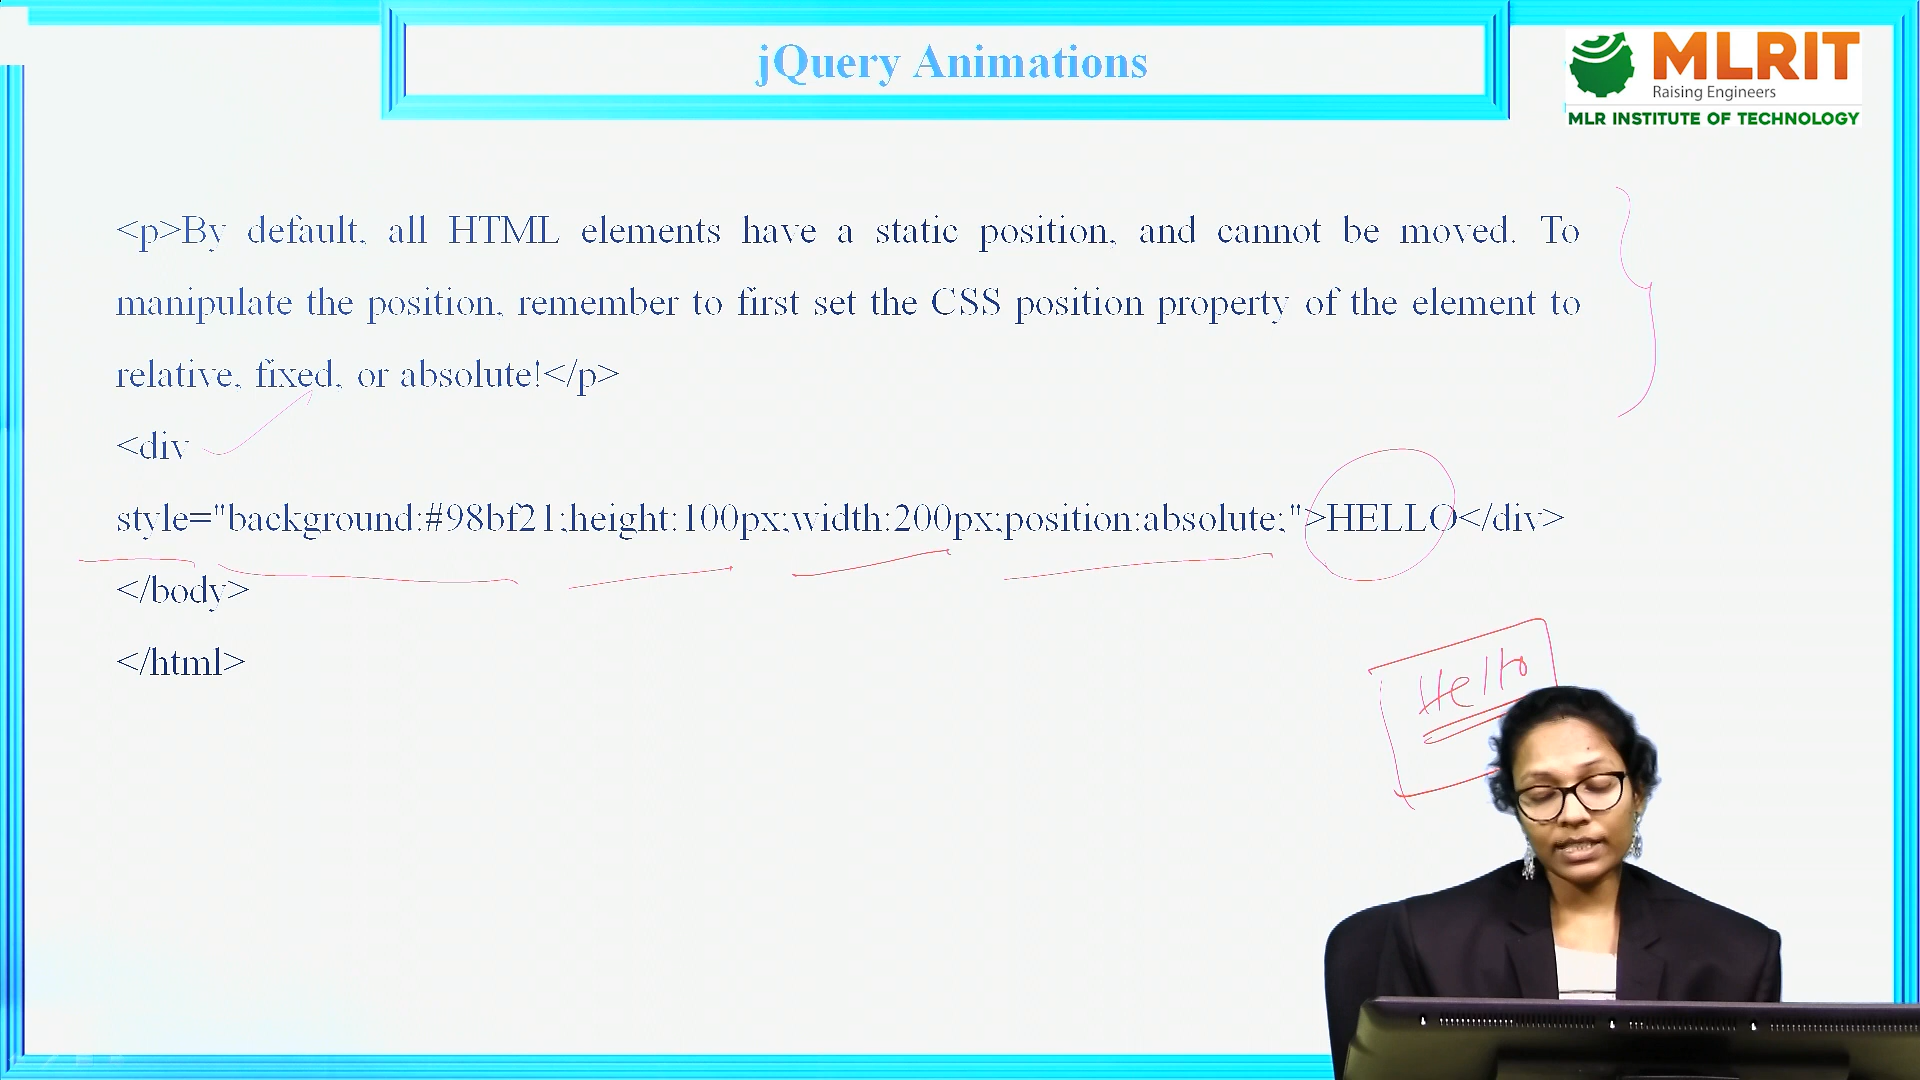 jQuery Animations
MLRIT
Raising Engineers
MLR INSTITUTE OF TECHNOLOGY
<p>By default, all HTML elements have a static position, and cannot be moved. To
manipulate the position, remember to first set the CSS position property of the element to
relative, fixed, or absolute!</p>
<div
style="background:#98bf21;height:100px;width:200px;position:absolute;">HELLO</div>
</body>
</html>
Hello